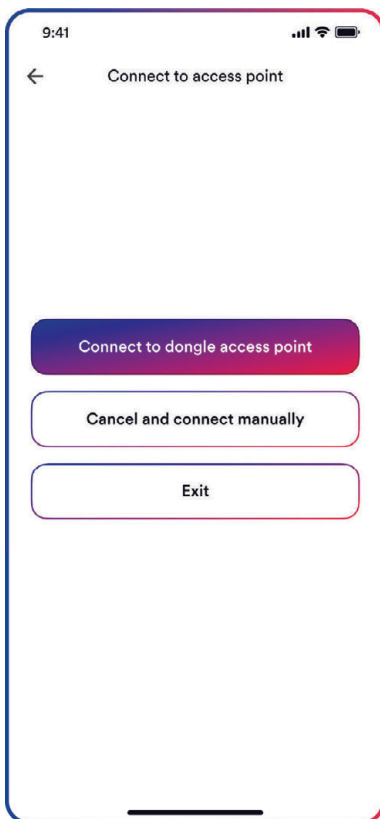 9:41
Connect to access point
Connect to dongle access point
Cancel and connect manually
Exit